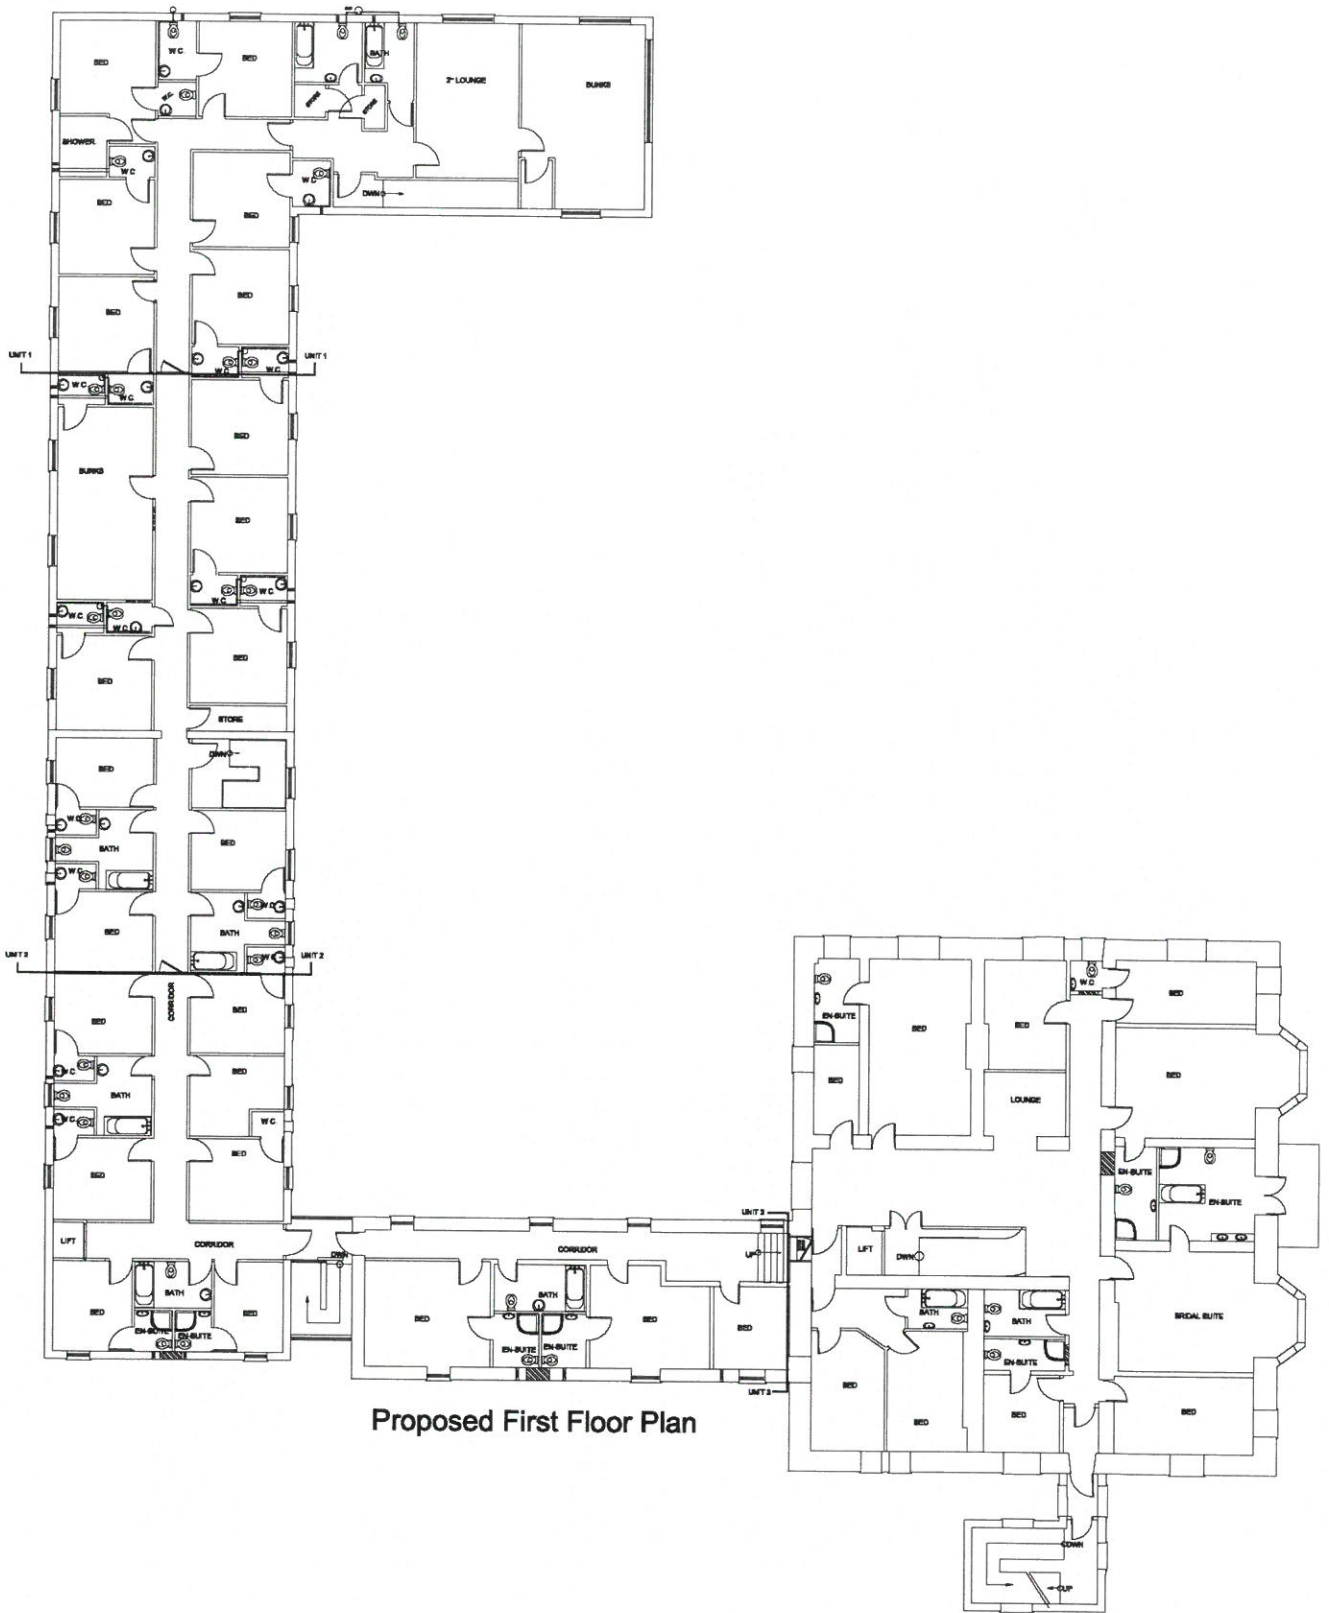 BED
W.C.
BED
BATH
2" LOUNGE
BUNKS
W.C.
STORE
STORE
SHOWER
W.C
W.C
DWN
BED
BED
BED
BED
UNIT 1
UNIT 1
W.C
W.C
W.C
W.C
BED
BUNKS
BED
W.C
W.C
W.C
W.C
BED
BED
STORE
DWN
BED
W.C
BED
BATH
W.C
W.C
BED
BATH
UNIT 2
W.C
UNIT 2
CORRIDOR
BED
BED
W.C
BED
BATH
W.C
W.C
BED
BED
LIFT
CORRIDOR
DWN
BATH
BED
BED
EN-SUITE
EN-SUITE
CORRIDOR
UNIT 3
UP
BATH
BED
BED
BED
EN-SUITE
EN-SUITE
UNIT 3
W.C
BED
EN-SUITE
BED
BED
BED
BED
LOUNGE
EN-SUITE
EN-SUITE
LIFT
DWN
BATH
BATH
BRIDAL SUITE
EN-SUITE
BED
BED
BED
BED
DOWN
UP
Proposed First Floor Plan